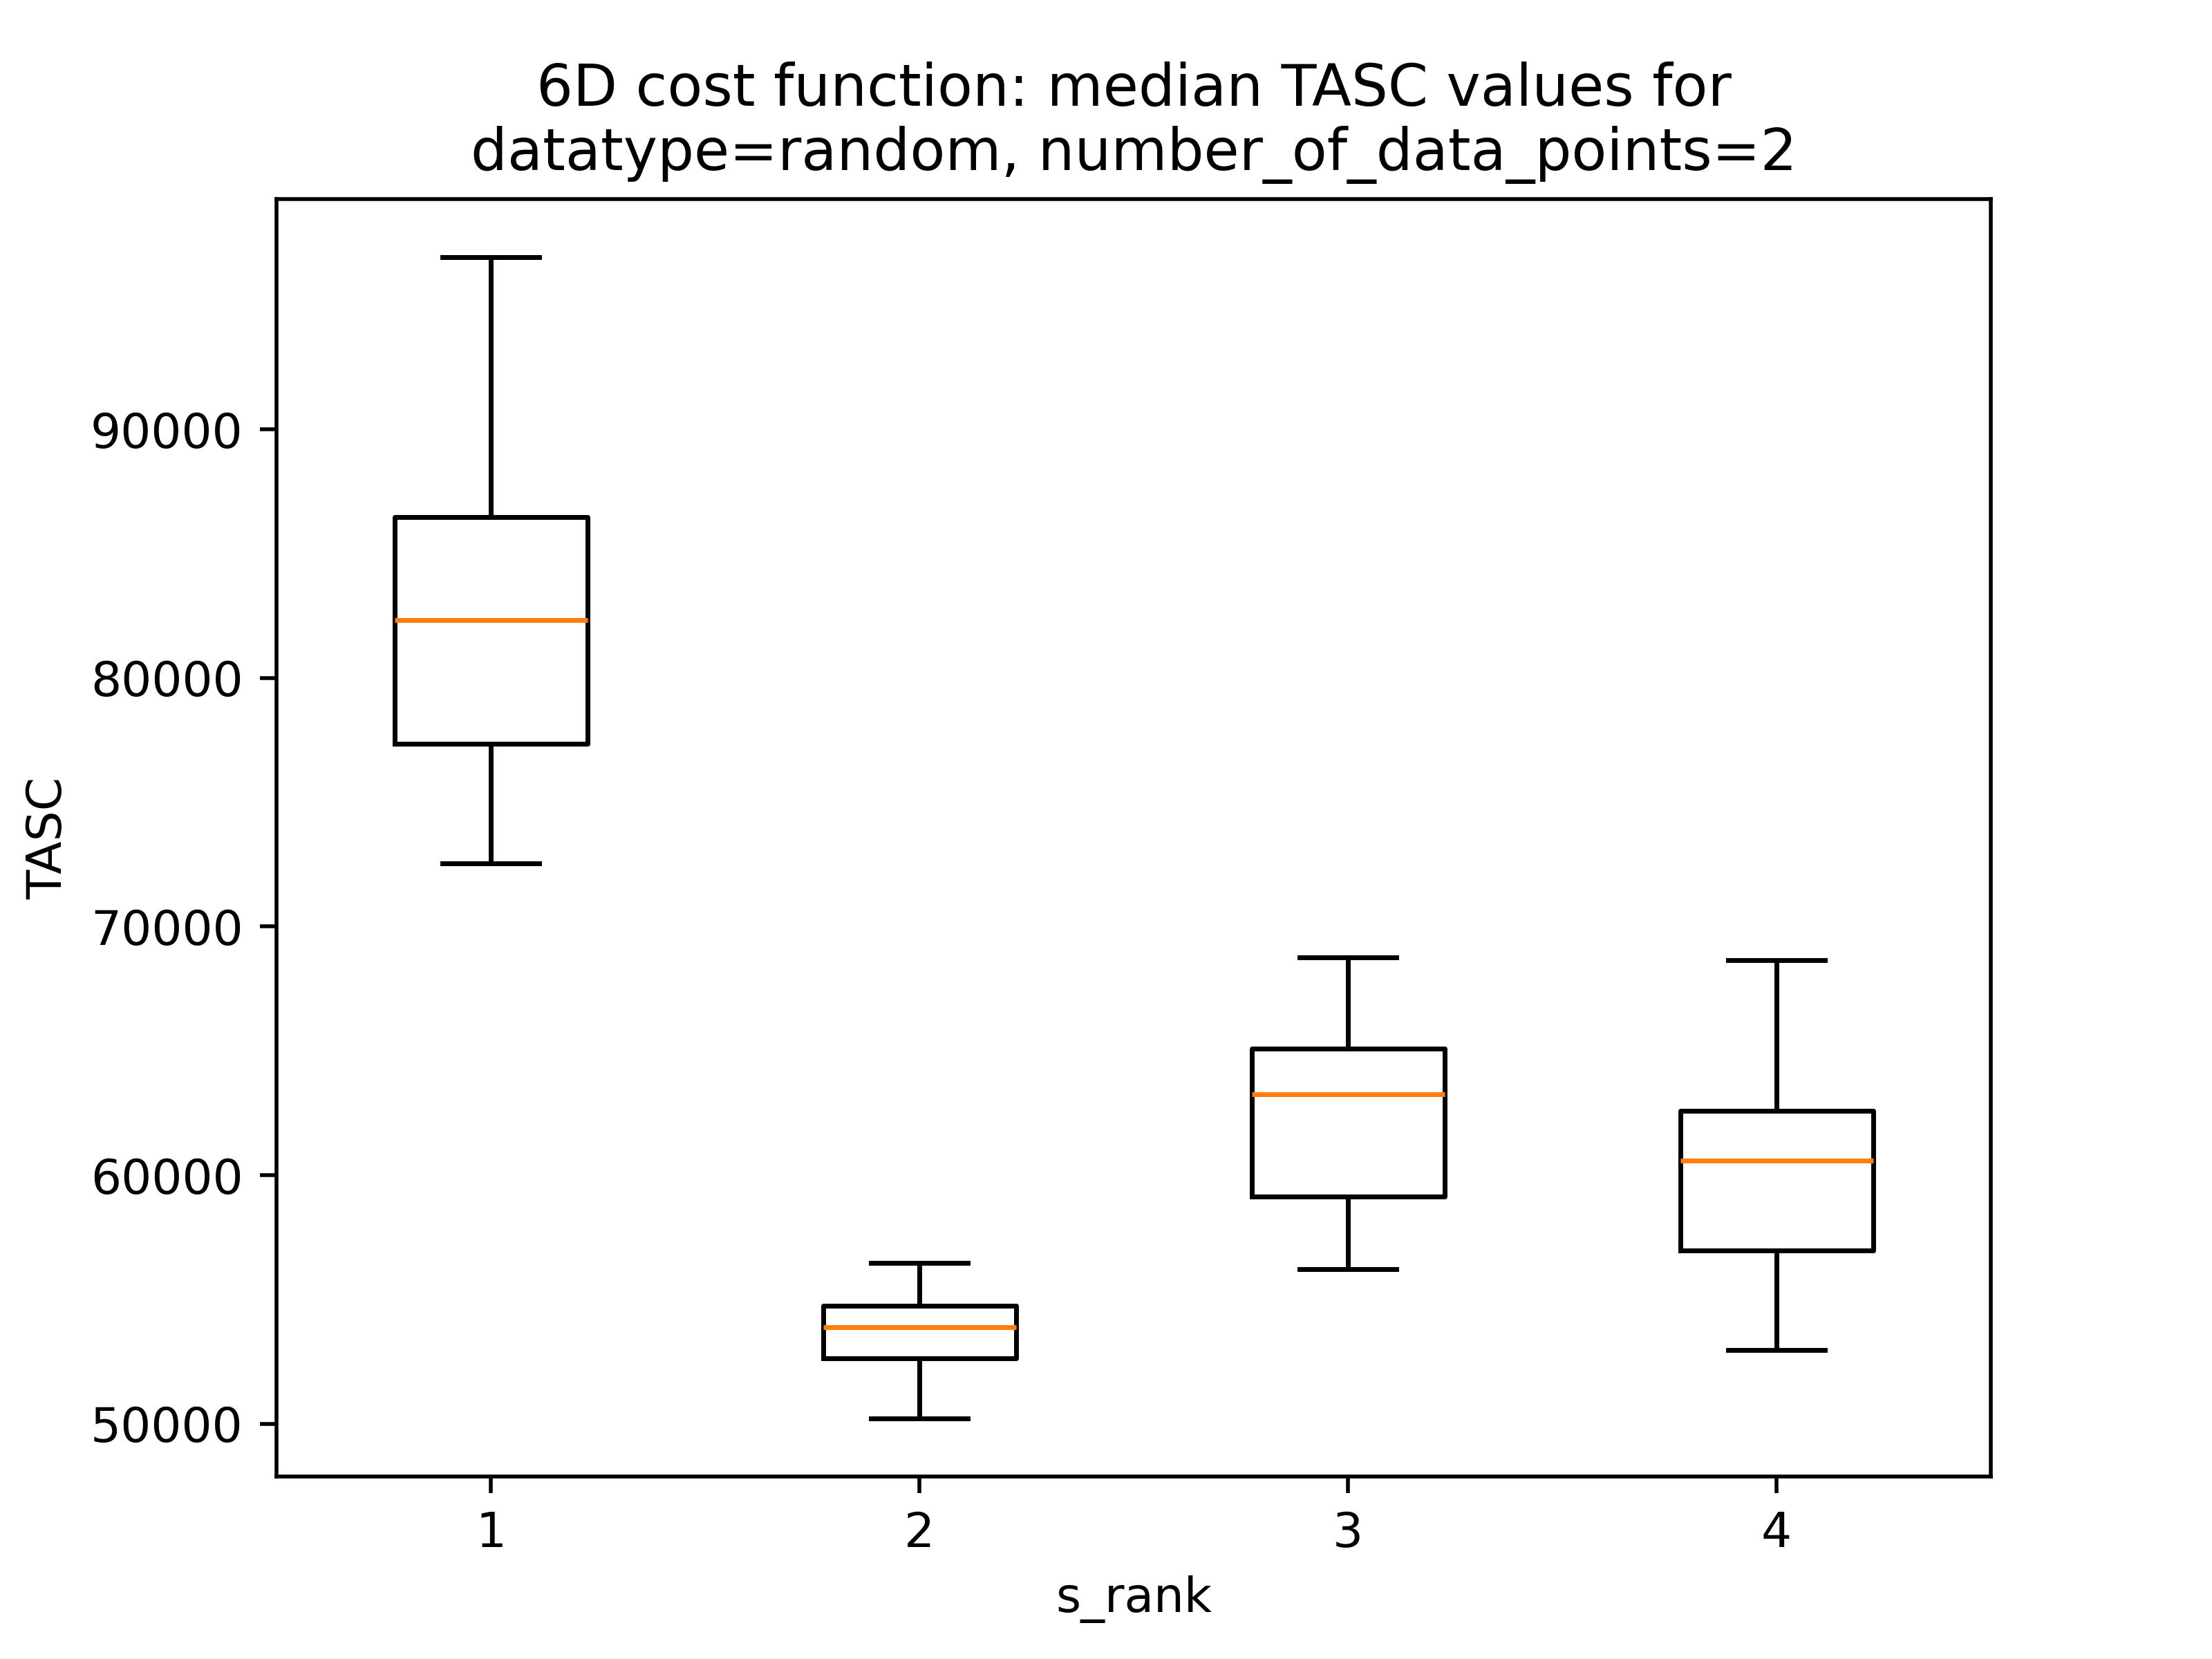 6D cost function: median TASC values for
datatype=random, number_of_data_points=2
90000
80000
70000
60000
50000
TASC
1 2 3 4
s_rank